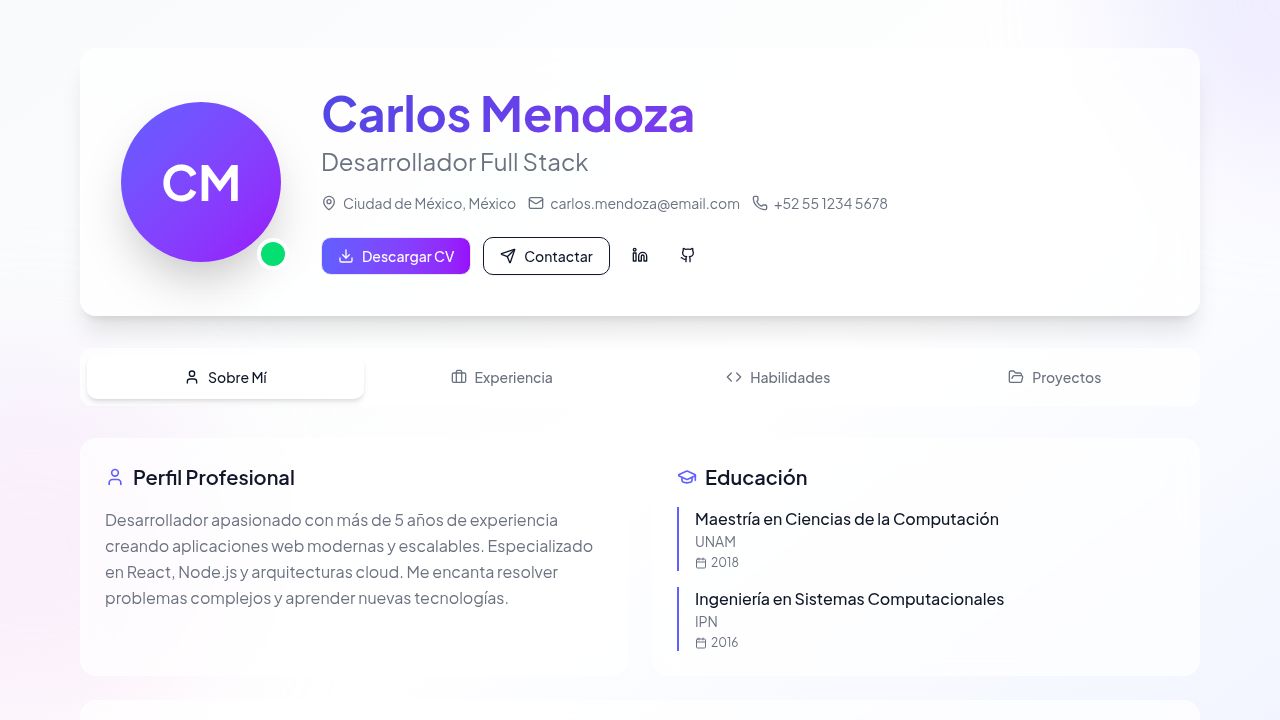 CM
Carlos Mendoza
Desarrollador Full Stack
Ciudad de México, México carlos.mendoza@email.com +52 55 1234 5678
Descargar CV Contactar
Sobre Mí Experiencia Habilidades Proyectos
Perfil Profesional
Desarrollador apasionado con más de 5 años de experiencia
creando aplicaciones web modernas y escalables. Especializado
en React, Node.js y arquitecturas cloud. Me encanta resolver
problemas complejos y aprender nuevas tecnologías.
Educación
Maestría en Ciencias de la Computación
UNAM
2018
Ingeniería en Sistemas Computacionales
IPN
2016